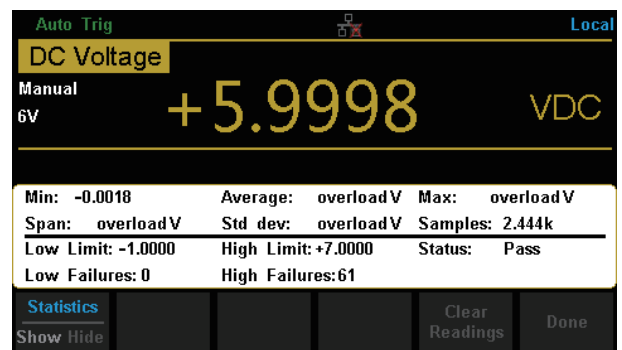 Auto Trig Local
DC Voltage
Manual
6V +5.9998 VDC
Min: -0.0018 Average: overload V Max: overload V
Span: overload V Std dev: overload V Samples: 2.444k
Low Limit: -1.0000 High Limit: +7.0000 Status: Pass
Low Failures: 0 High Failures: 61
Statistics Clear
Show Hide Readings Done